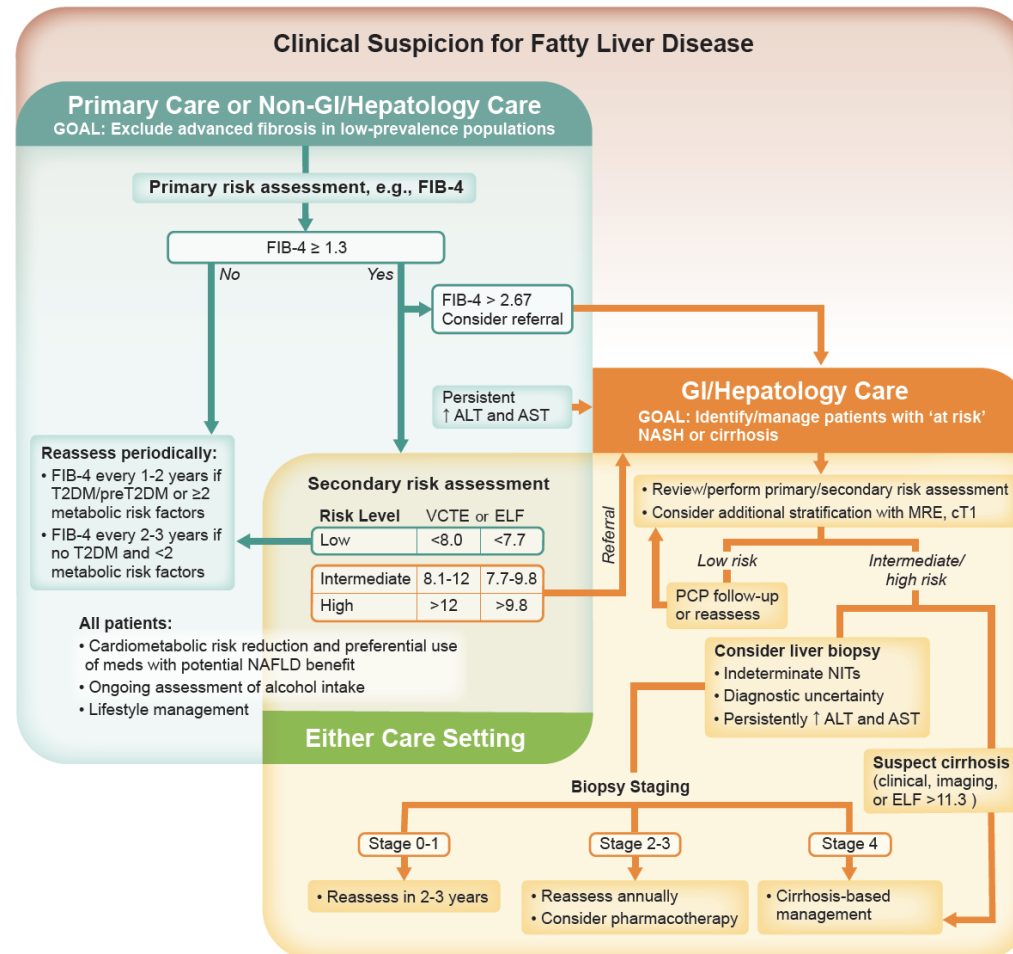 Clinical Suspicion for Fatty Liver Disease
Primary Care or Non-GI/Hepatology Care
GOAL: Exclude advanced fibrosis in low-prevalence populations
Primary risk assessment, e.g., FIB-4
FIB-4 ≥ 1.3
No
Yes
FIB-4 > 2.67
Consider referral
Persistent
↑ ALT and AST
GI/Hepatology Care
GOAL: Identify/manage patients with ‘at risk’
NASH or cirrhosis
Reassess periodically:
• FIB-4 every 1-2 years if
T2DM/preT2DM or ≥2
metabolic risk factors
• FIB-4 every 2-3 years if
no T2DM and <2
metabolic risk factors
Secondary risk assessment
Risk Level VCTE or ELF
Low <8.0 <7.7
Intermediate 8.1-12 7.7-9.8
High >12 >9.8
Referral
• Review/perform primary/secondary risk assessment
• Consider additional stratification with MRE, cT1
Low risk
Intermediate/
high risk
PCP follow-up
or reassess
All patients:
• Cardiometabolic risk reduction and preferential use
of meds with potential NAFLD benefit
• Ongoing assessment of alcohol intake
• Lifestyle management
Either Care Setting
Consider liver biopsy
• Indeterminate NITs
• Diagnostic uncertainty
• Persistently ↑ ALT and AST
Suspect cirrhosis
(clinical, imaging,
or ELF >11.3 )
Biopsy Staging
Stage 0-1
Stage 2-3
Stage 4
• Reassess in 2-3 years
• Reassess annually
• Consider pharmacotherapy
• Cirrhosis-based
management